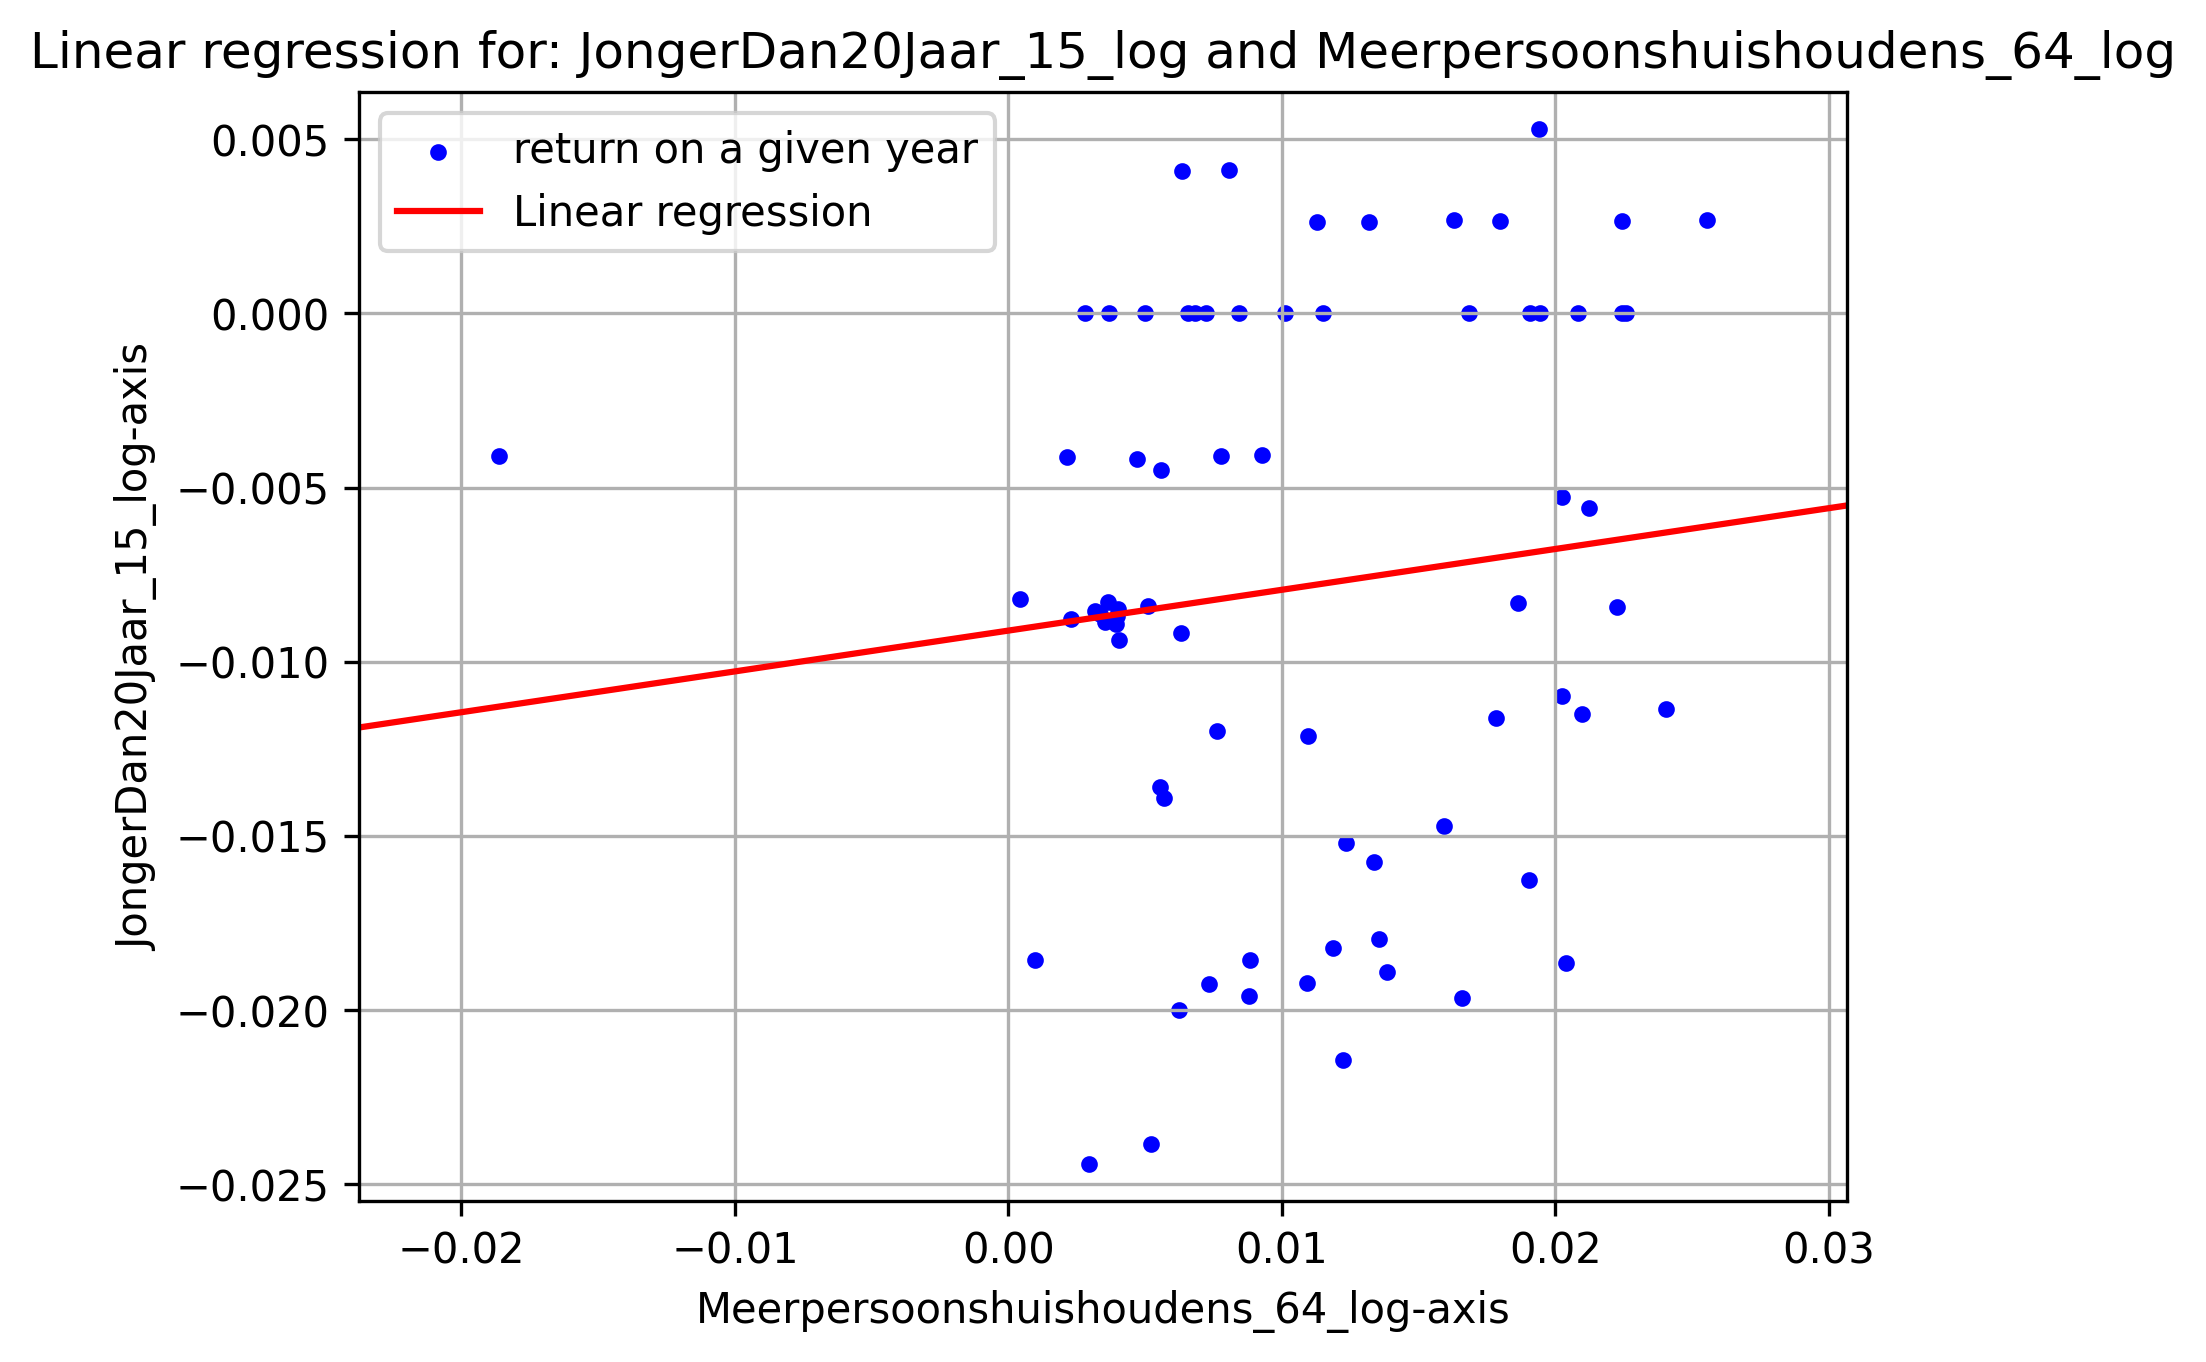 Linear regression for: JongerDan20Jaar_15_log and Meerpersoonshuishoudens_64_log
return on a given year
Linear regression
0.005
0.000
−0.005
−0.010
−0.015
−0.020
−0.025
JongerDan20Jaar_15_log-axis
−0.02 −0.01 0.00 0.01 0.02 0.03
Meerpersoonshuishoudens_64_log-axis